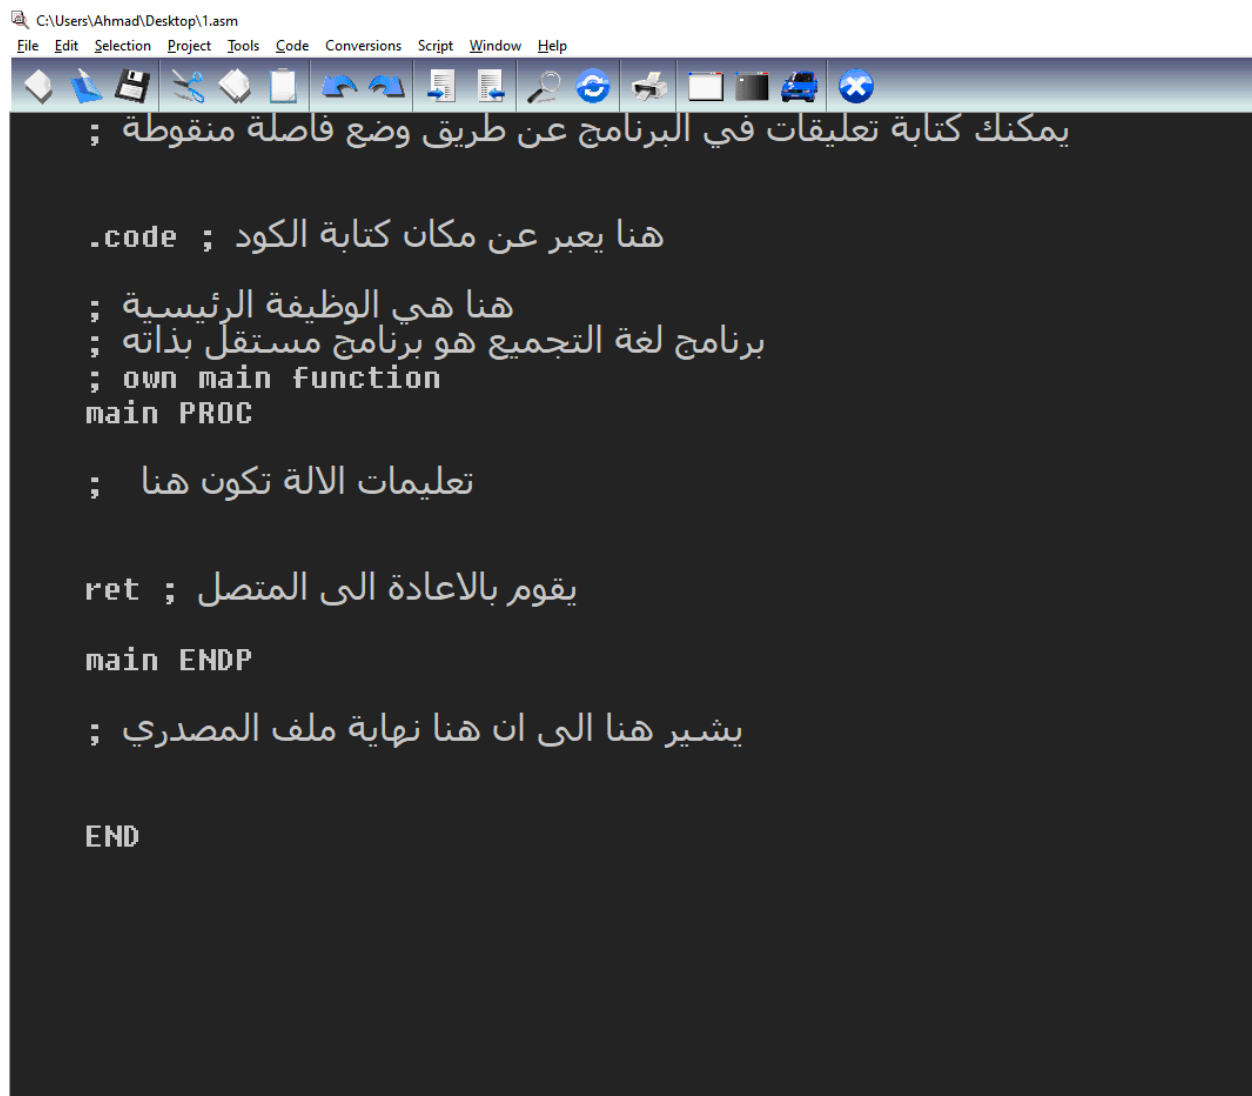 C:\Users\Ahmad\Desktop\1.asm
File Edit Selection Project Tools Code Conversions Script Window Help
; يمكنك كتابة تعليقات في البرنامج عن طريق وضع فاصلة منقوطة
.code ; هنا يعبر عن مكان كتابة الكود
; هنا هي الوظيفة الرئيسية
; برنامج لغة التجميع هو برنامج مستقل بذاته
; own main function
main PROC
; تعليمات الالة تكون هنا
ret ; يقوم بالاعادة الى المتصل
main ENDP
; يشير هنا الى ان هنا نهاية ملف المصدري
END